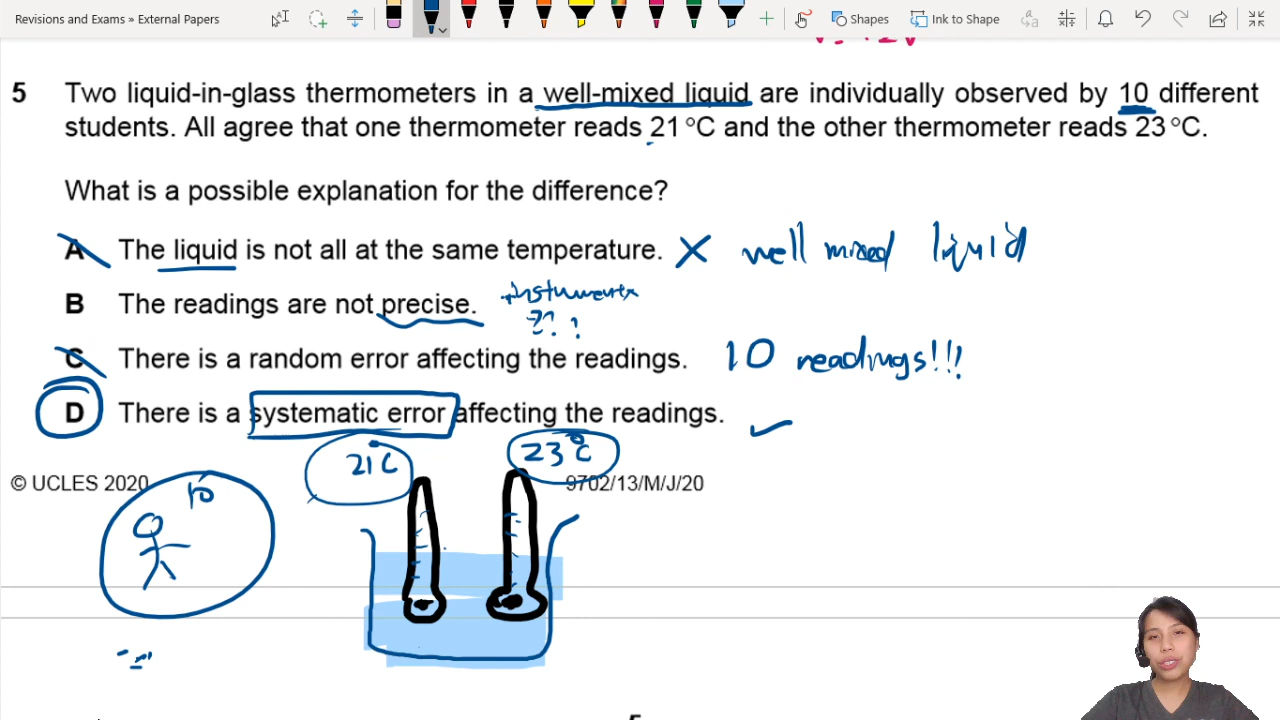 Revisions and Exams » External Papers
Shapes
Ink to Shape
5 Two liquid-in-glass thermometers in a well-mixed liquid are individually observed by 10 different
students. All agree that one thermometer reads 21 °C and the other thermometer reads 23 °C.
What is a possible explanation for the difference?
A The liquid is not all at the same temperature. X well mixed liquid
B The readings are not precise.
?? ?
C There is a random error affecting the readings. 10 readings!!!
D There is a systematic error affecting the readings.
21°C 23°C
© UCLES 2020 9702/13/M/J/20
10